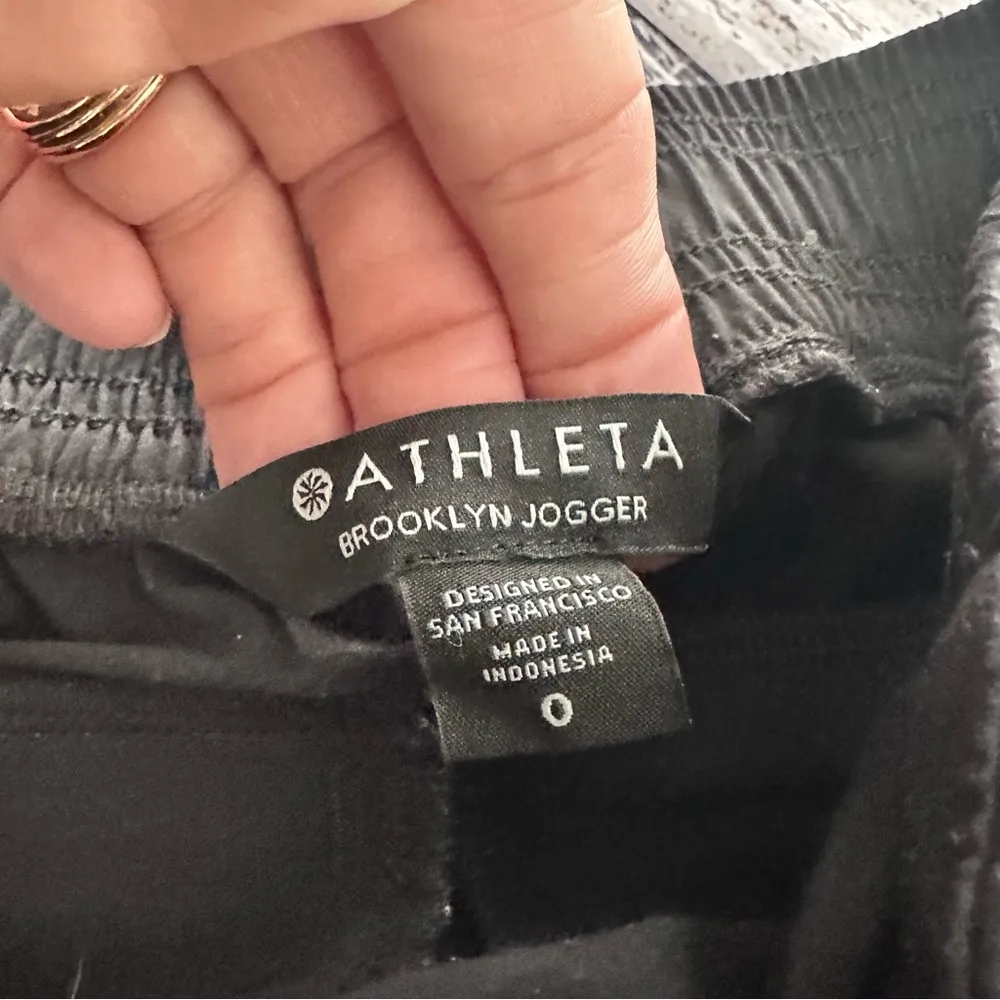 ATHLETA
BROOKLYN JOGGER
DESIGNED IN
SAN FRANCISCO
MADE IN
INDONESIA
0